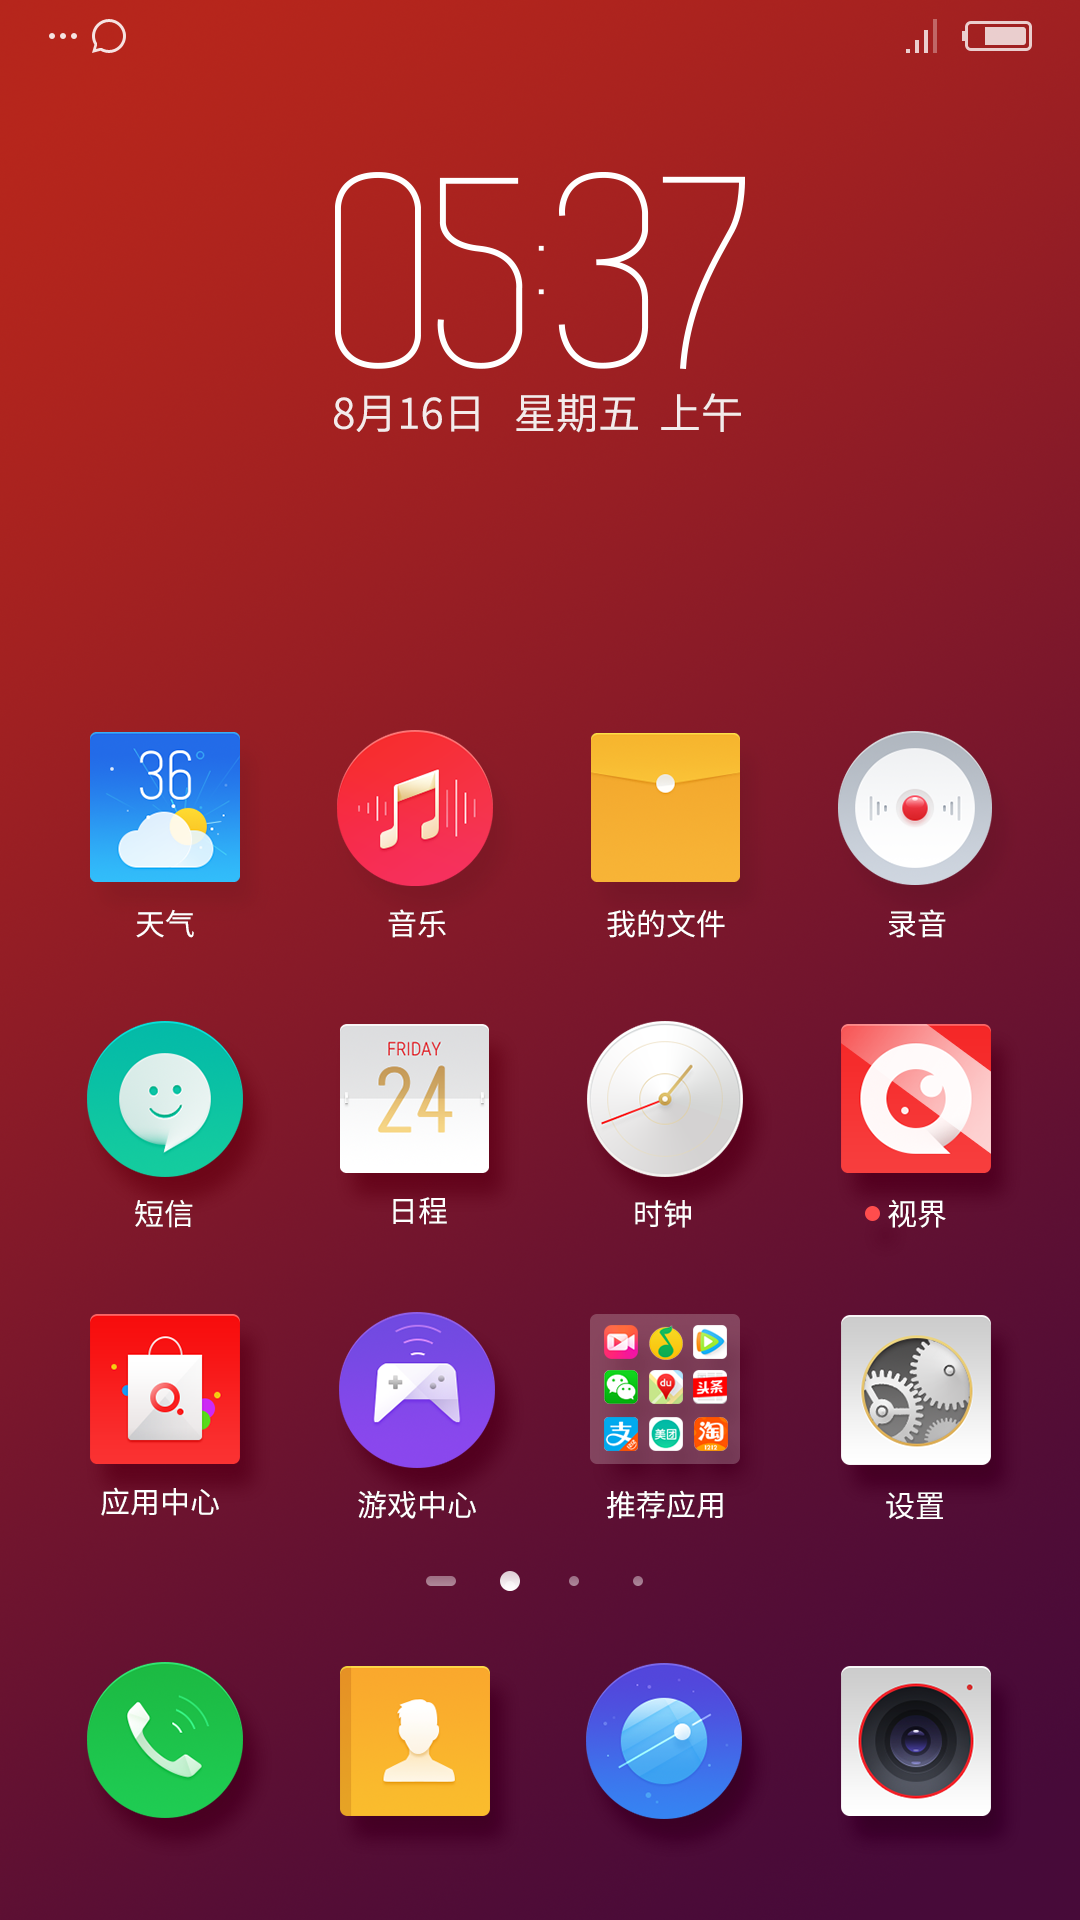 05:37
8月16日 星期五 上午
36°
天气
音乐
我的文件
录音
FRIDAY
24
短信
日程
时钟
视界
du
头条
支
美团
淘
1212
应用中心
游戏中心
推荐应用
设置